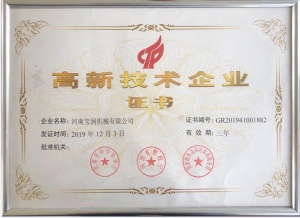 高新技术企业
证书
企业名称：河南宝润机械有限公司 证书编号：GR201941001882
发证时间：2019年12月3日 有效期：三年
批准机关：